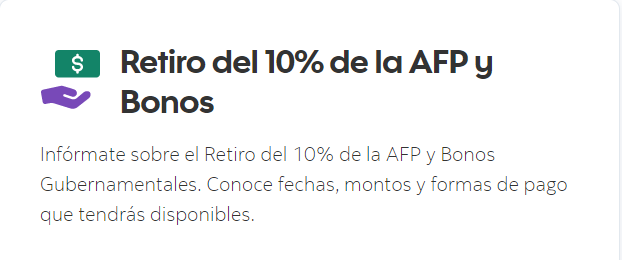 $
Retiro del 10% de la AFP y
Bonos
Infórmate sobre el Retiro del 10% de la AFP y Bonos
Gubernamentales. Conoce fechas, montos y formas de pago
que tendrás disponibles.